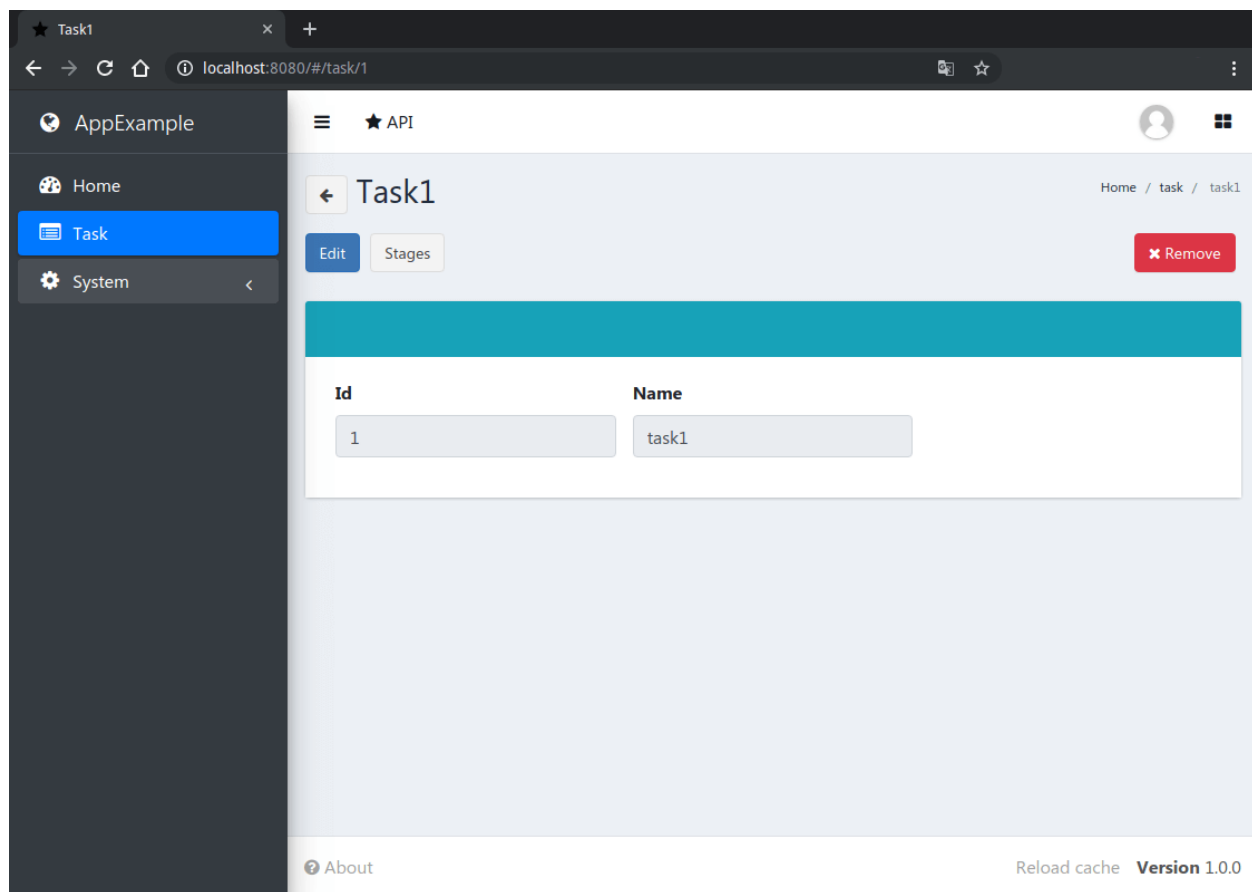 Task1
localhost:8080/#/task/1
AppExample
API
Home
Task
System
Task1
Home / task / task1
Edit Stages Remove
Id Name
1 task1
About Reload cache Version 1.0.0